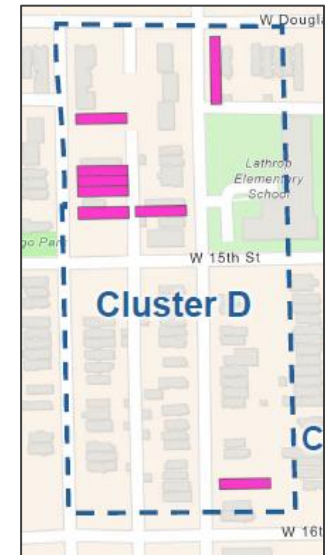 W Dougla
Lathrop
Elementary
School
go Park
W 15th St
Cluster D
C
W 16t